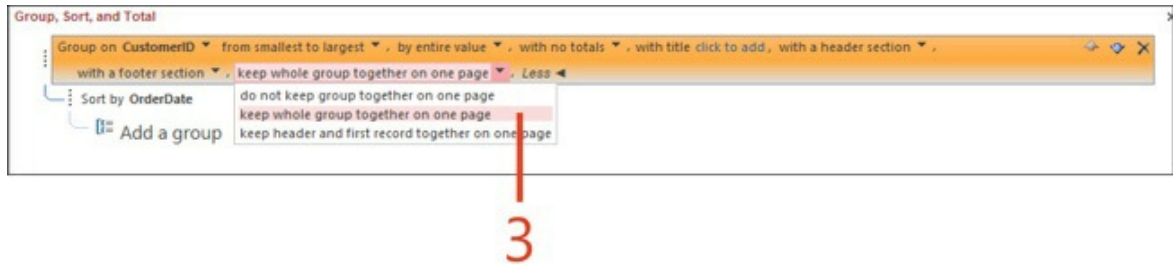 Group, Sort, and Total
Group on CustomerID ▼ from smallest to largest ▼ , by entire value ▼ , with no totals ▼ , with title click to add , with a header section ▼ ,
with a footer section ▼ , keep whole group together on one page ▼ , Less ◄
Sort by OrderDate
do not keep group together on one page
keep whole group together on one page
Add a group
keep header and first record together on one page
3